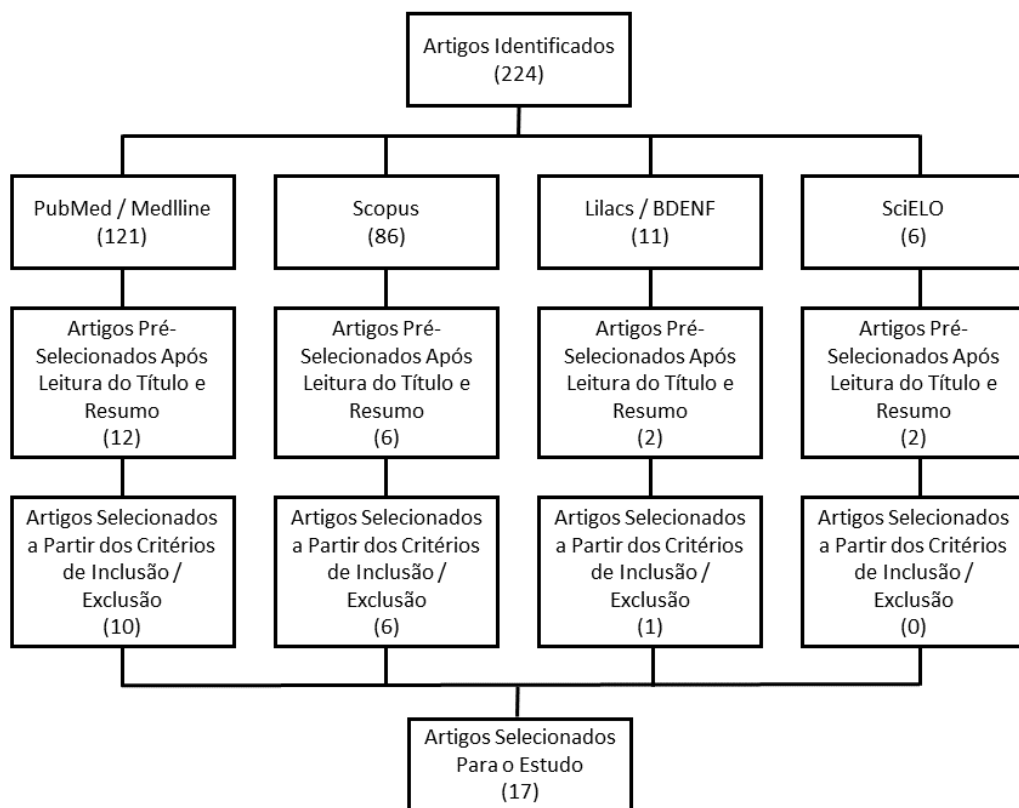 Artigos Identificados
(224)
PubMed / Medlline
(121)
Scopus
(86)
Lilacs / BDENF
(11)
SciELO
(6)
Artigos Pré-
Selecionados Após
Leitura do Título e
Resumo
(12)
Artigos Pré-
Selecionados Após
Leitura do Título e
Resumo
(6)
Artigos Pré-
Selecionados Após
Leitura do Título e
Resumo
(2)
Artigos Pré-
Selecionados Após
Leitura do Título e
Resumo
(2)
Artigos Selecionados
a Partir dos Critérios
de Inclusão /
Exclusão
(10)
Artigos Selecionados
a Partir dos Critérios
de Inclusão /
Exclusão
(6)
Artigos Selecionados
a Partir dos Critérios
de Inclusão /
Exclusão
(1)
Artigos Selecionados
a Partir dos Critérios
de Inclusão /
Exclusão
(0)
Artigos Selecionados
Para o Estudo
(17)